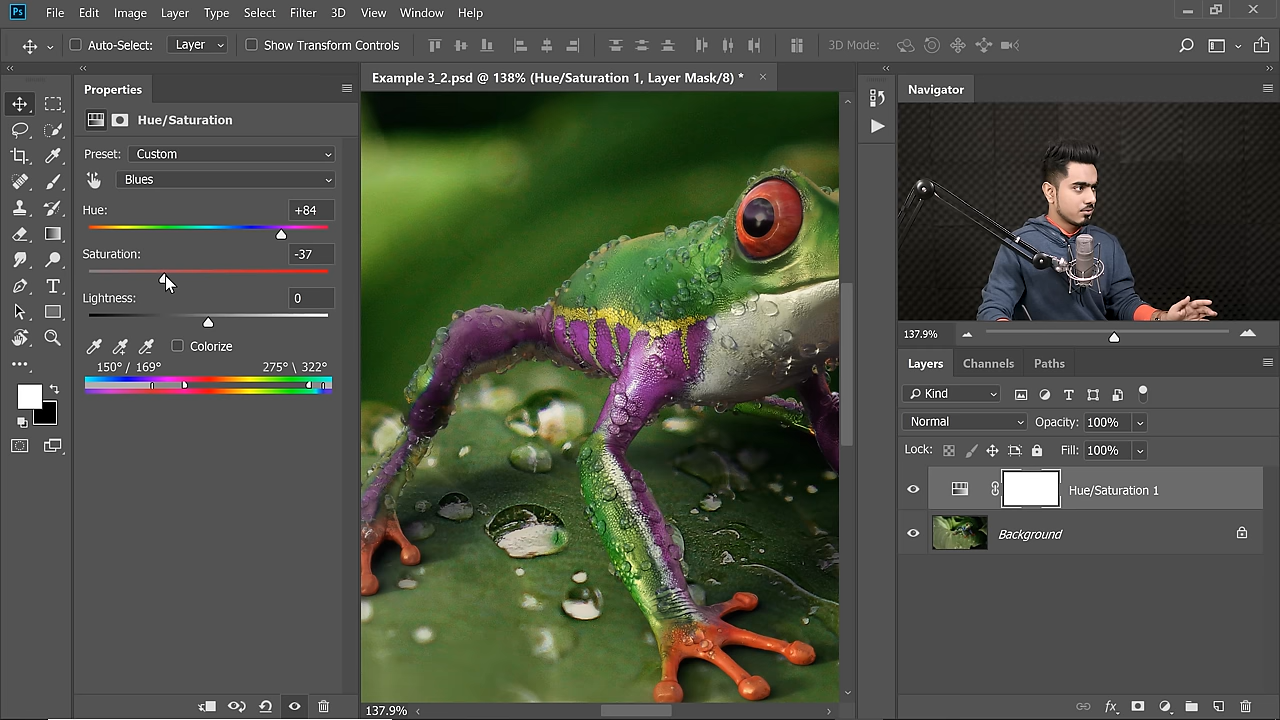 Ps File Edit Image Layer Type Select Filter 3D View Window Help
Auto-Select: Layer Show Transform Controls 3D Mode:
Properties
Hue/Saturation
Preset: Custom
Blues
Hue: +84
Saturation: -37
Lightness: 0
Colorize
150° / 169° 275° \ 322°
Example 3_2.psd @ 138% (Hue/Saturation 1, Layer Mask/8) * ×
137.9%
Navigator
137.9%
Layers Channels Paths
Kind
Normal Opacity: 100%
Lock: Fill: 100%
Hue/Saturation 1
Background
fx